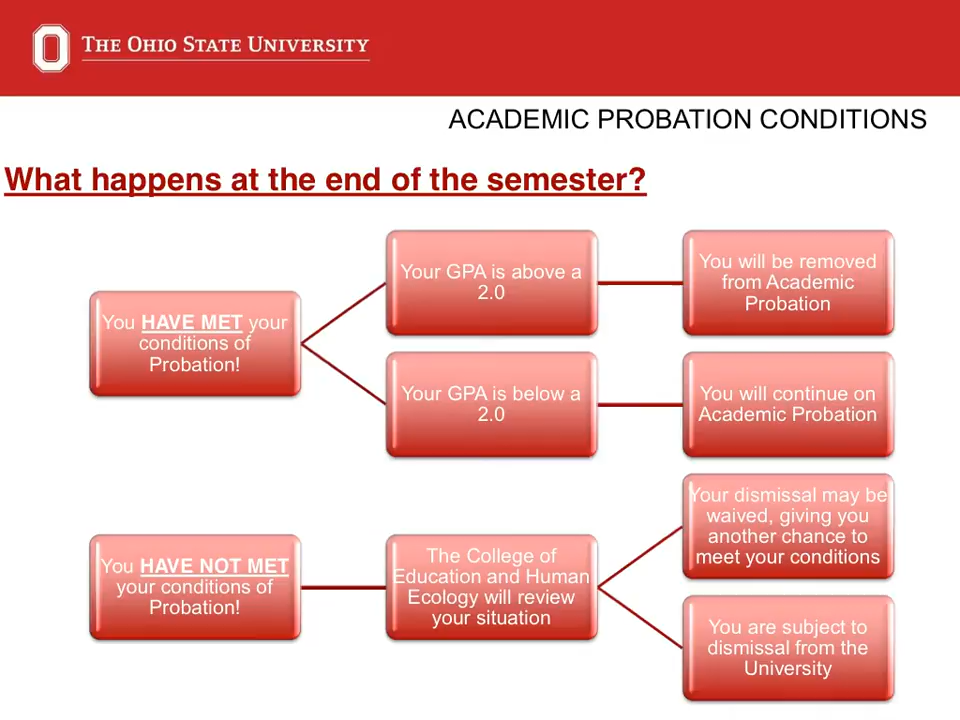 THE OHIO STATE UNIVERSITY
ACADEMIC PROBATION CONDITIONS
What happens at the end of the semester?
You HAVE MET your
conditions of
Probation!
Your GPA is above a
2.0
You will be removed
from Academic
Probation
Your GPA is below a
2.0
You will continue on
Academic Probation
You HAVE NOT MET
your conditions of
Probation!
The College of
Education and Human
Ecology will review
your situation
Your dismissal may be
waived, giving you
another chance to
meet your conditions
You are subject to
dismissal from the
University